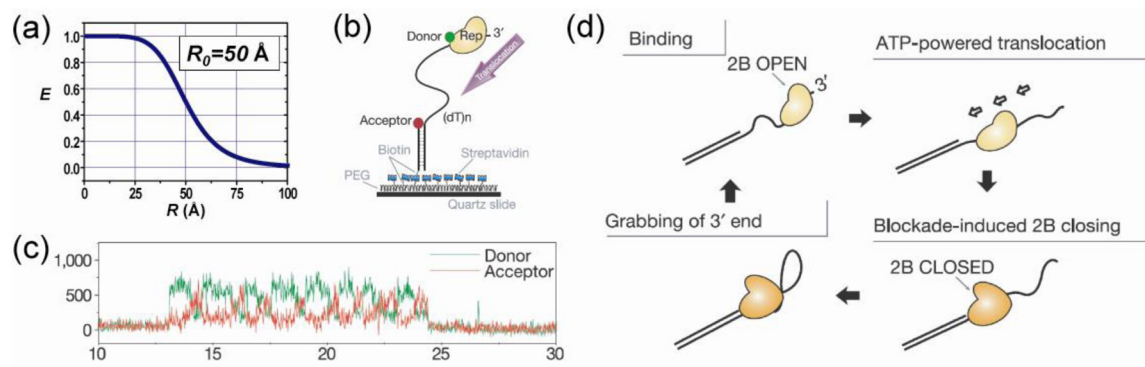 (a)
R0=50 Å
1.0
0.8
0.6
0.4
0.2
0.0
E
0 25 50 75 100
R (Å)
(b)
Donor
Rep
3′
Translocation
Acceptor
(dT)n
Biotin
Streptavidin
PEG
Quartz slide
(c)
1,000
500
0
Donor
Acceptor
10 15 20 25 30
(d)
Binding
2B OPEN
3′
ATP-powered translocation
Blockade-induced 2B closing
2B CLOSED
Grabbing of 3′ end